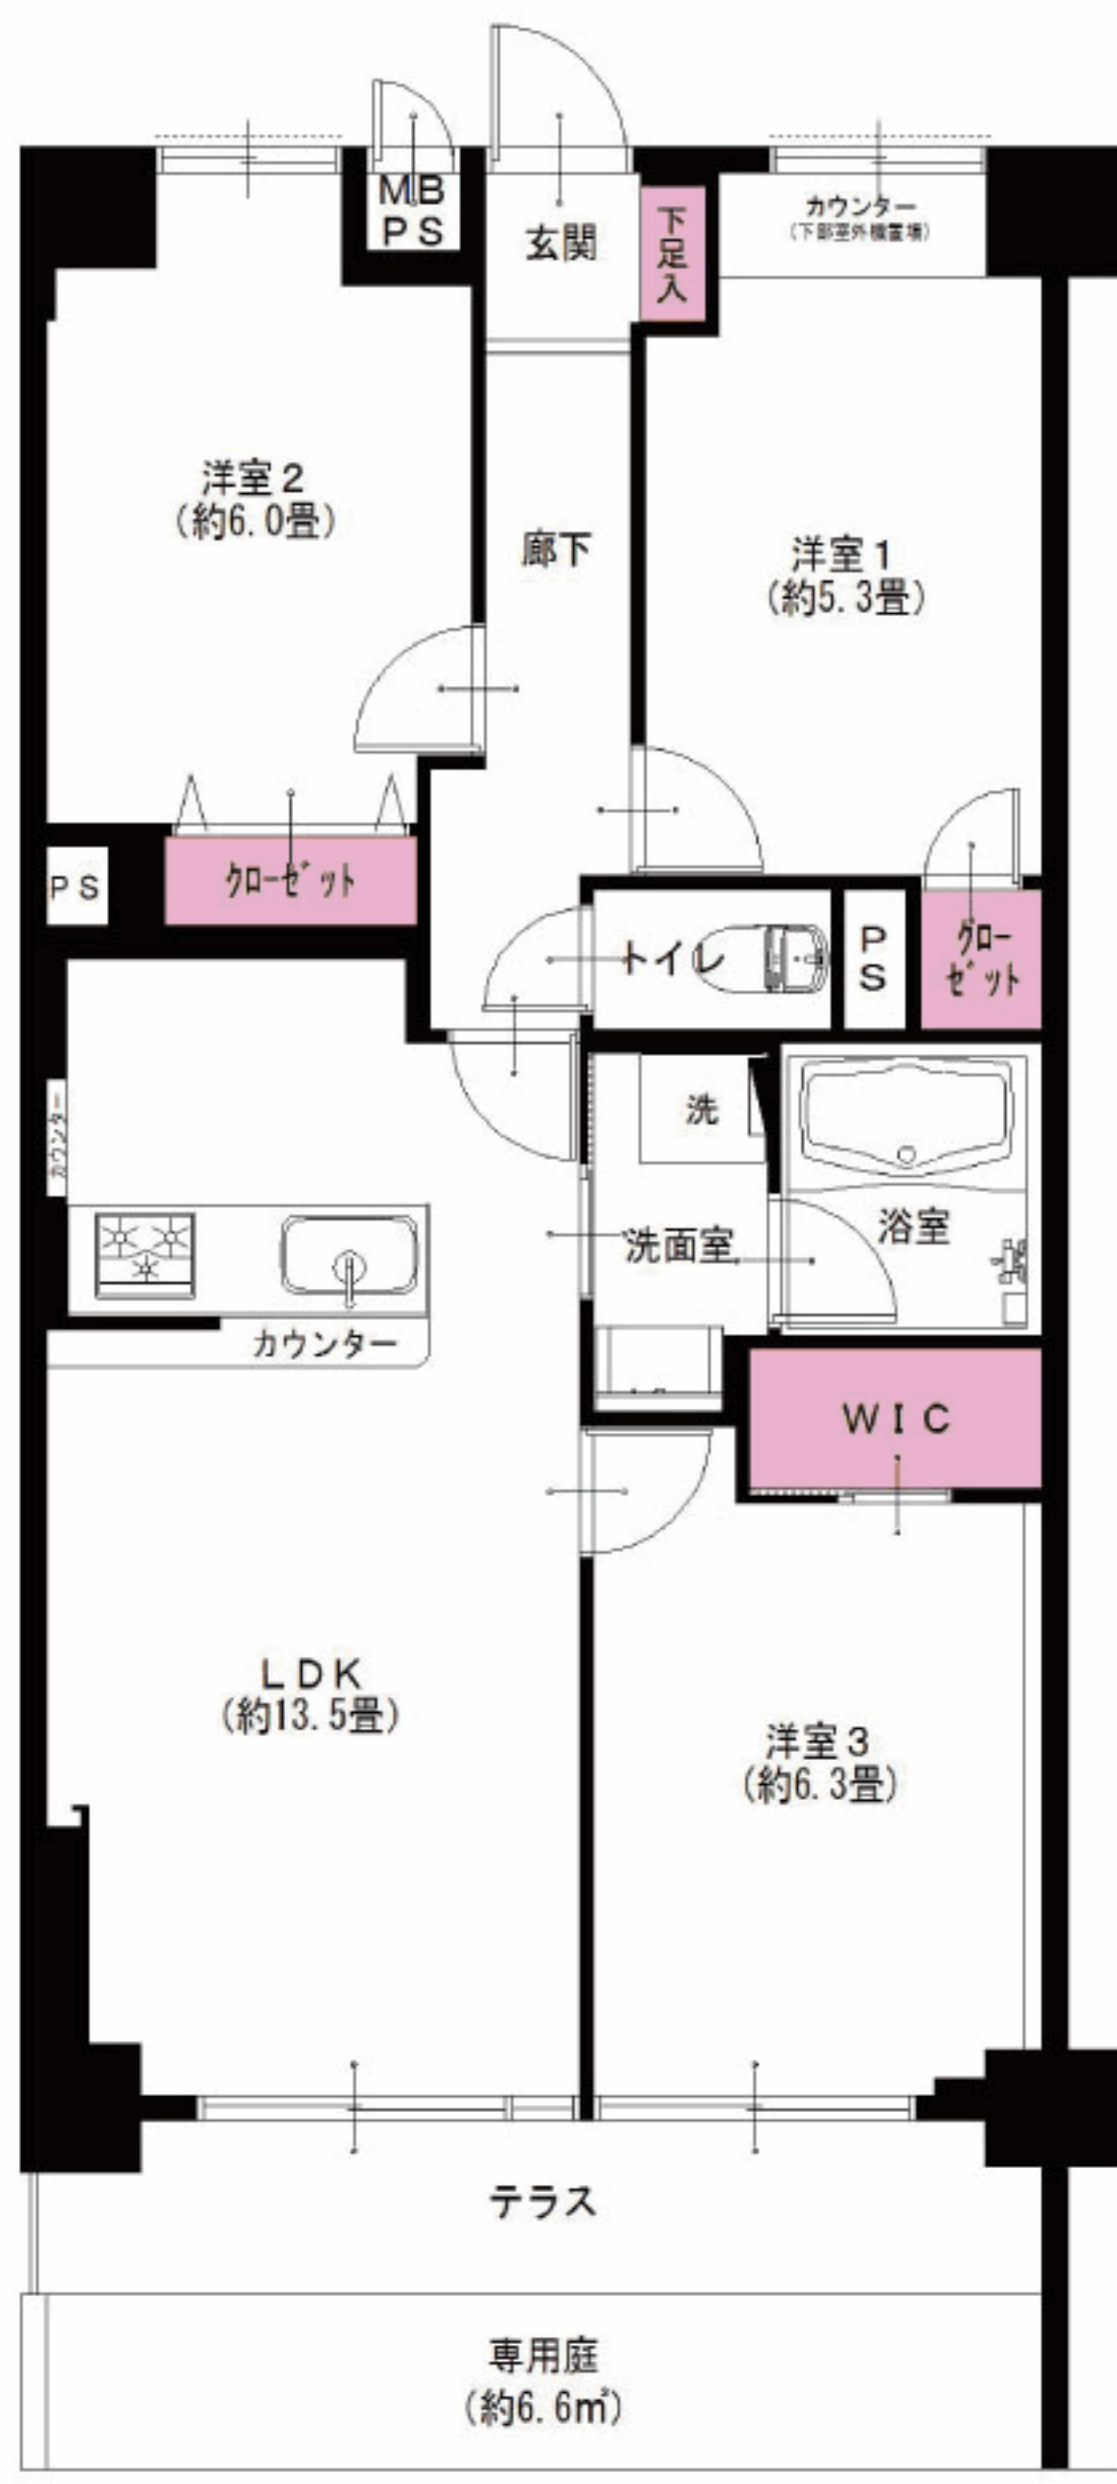 MB
PS
玄関
下足入
カウンター
(下部室外機置場)
洋室2
(約6.0畳)
廊下
洋室1
(約5.3畳)
PS
クローゼット
トイレ
PS
クロー
ゼット
カウンター
洗
洗面室
浴室
カウンター
WIC
LDK
(約13.5畳)
洋室3
(約6.3畳)
テラス
専用庭
(約6.6㎡)